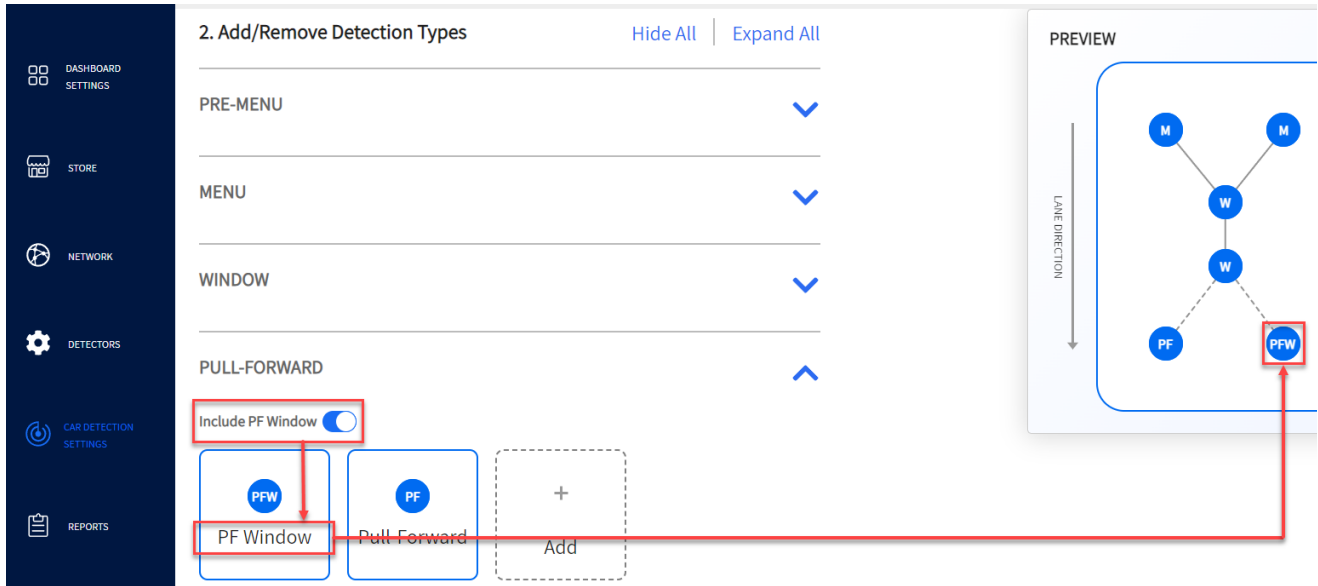 DASHBOARD
SETTINGS
STORE
NETWORK
DETECTORS
CAR DETECTION
SETTINGS
REPORTS
2. Add/Remove Detection Types
Hide All
Expand All
PRE-MENU
MENU
WINDOW
PULL-FORWARD
Include PF Window
PFW
PF Window
PF
Pull-Forward
+
Add
PREVIEW
LANE DIRECTION
M
M
W
W
PF
PFW